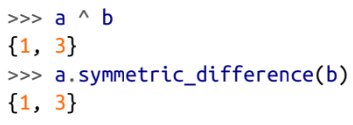 >>> a ^ b
{1, 3}
>>> a.symmetric_difference(b)
{1, 3}